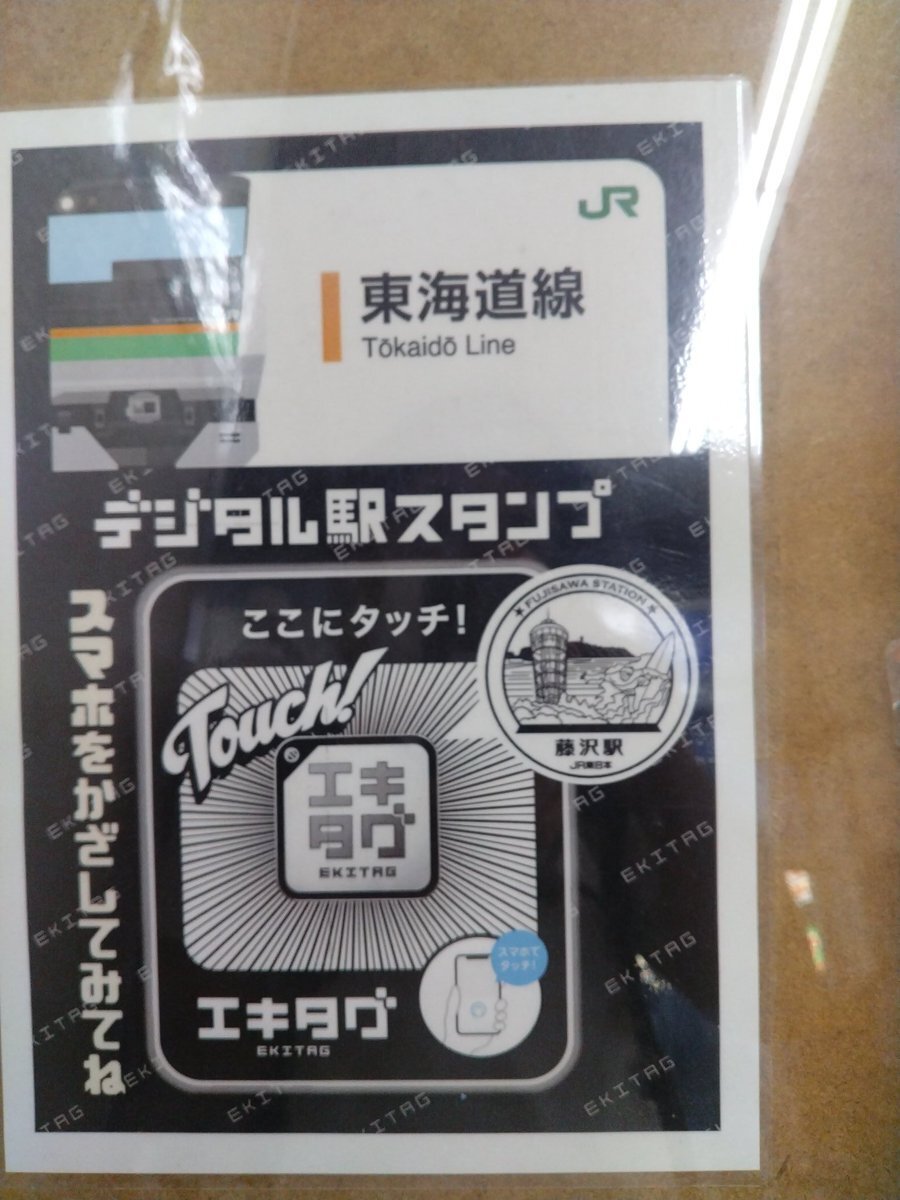 JR
東海道線
Tōkaidō Line
デジタル駅スタンプ
スマホをかざしてみてね
ここにタッチ!
Touch!
★ FUJISAWA STATION ★
藤沢駅
JR東日本
エキ
タグ
EKITAG
スマホで
タッチ!
エキタグ
EKITAG